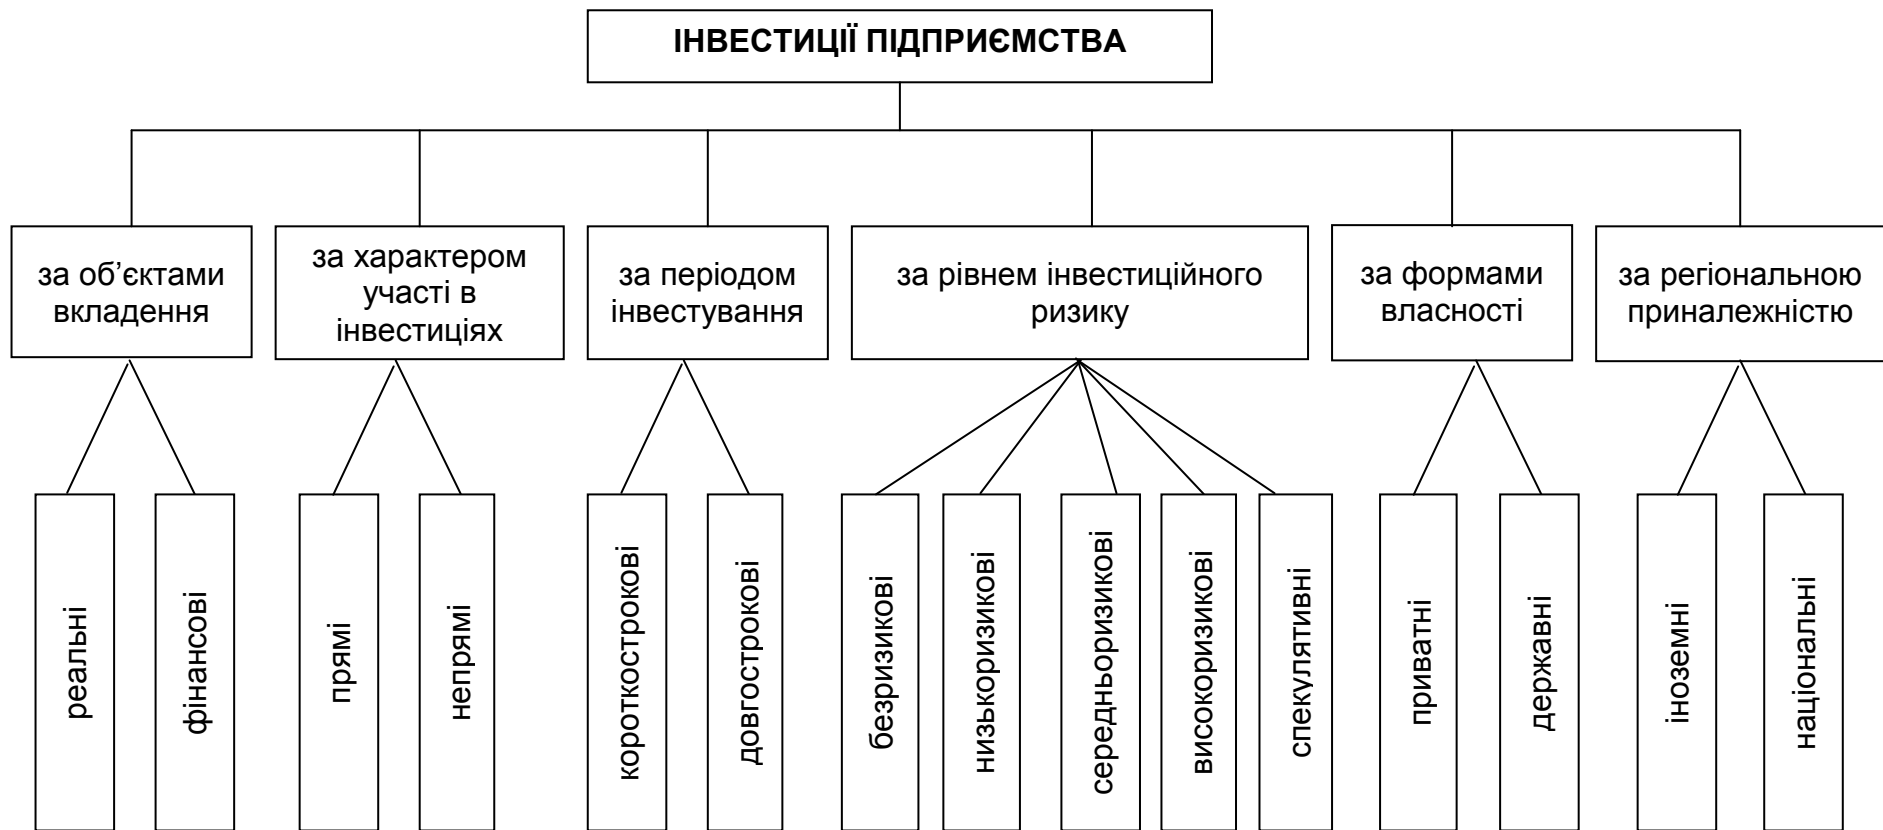 ІНВЕСТИЦІЇ ПІДПРИЄМСТВА
за об’єктами
вкладення
за характером
участі в
інвестиціях
за періодом
інвестування
за рівнем інвестиційного
ризику
за формами
власності
за регіональною
приналежністю
реальні
фінансові
прямі
непрямі
короткострокові
довгострокові
безризикові
низькоризикові
середньоризикові
високоризикові
спекулятивні
приватні
державні
іноземні
національні